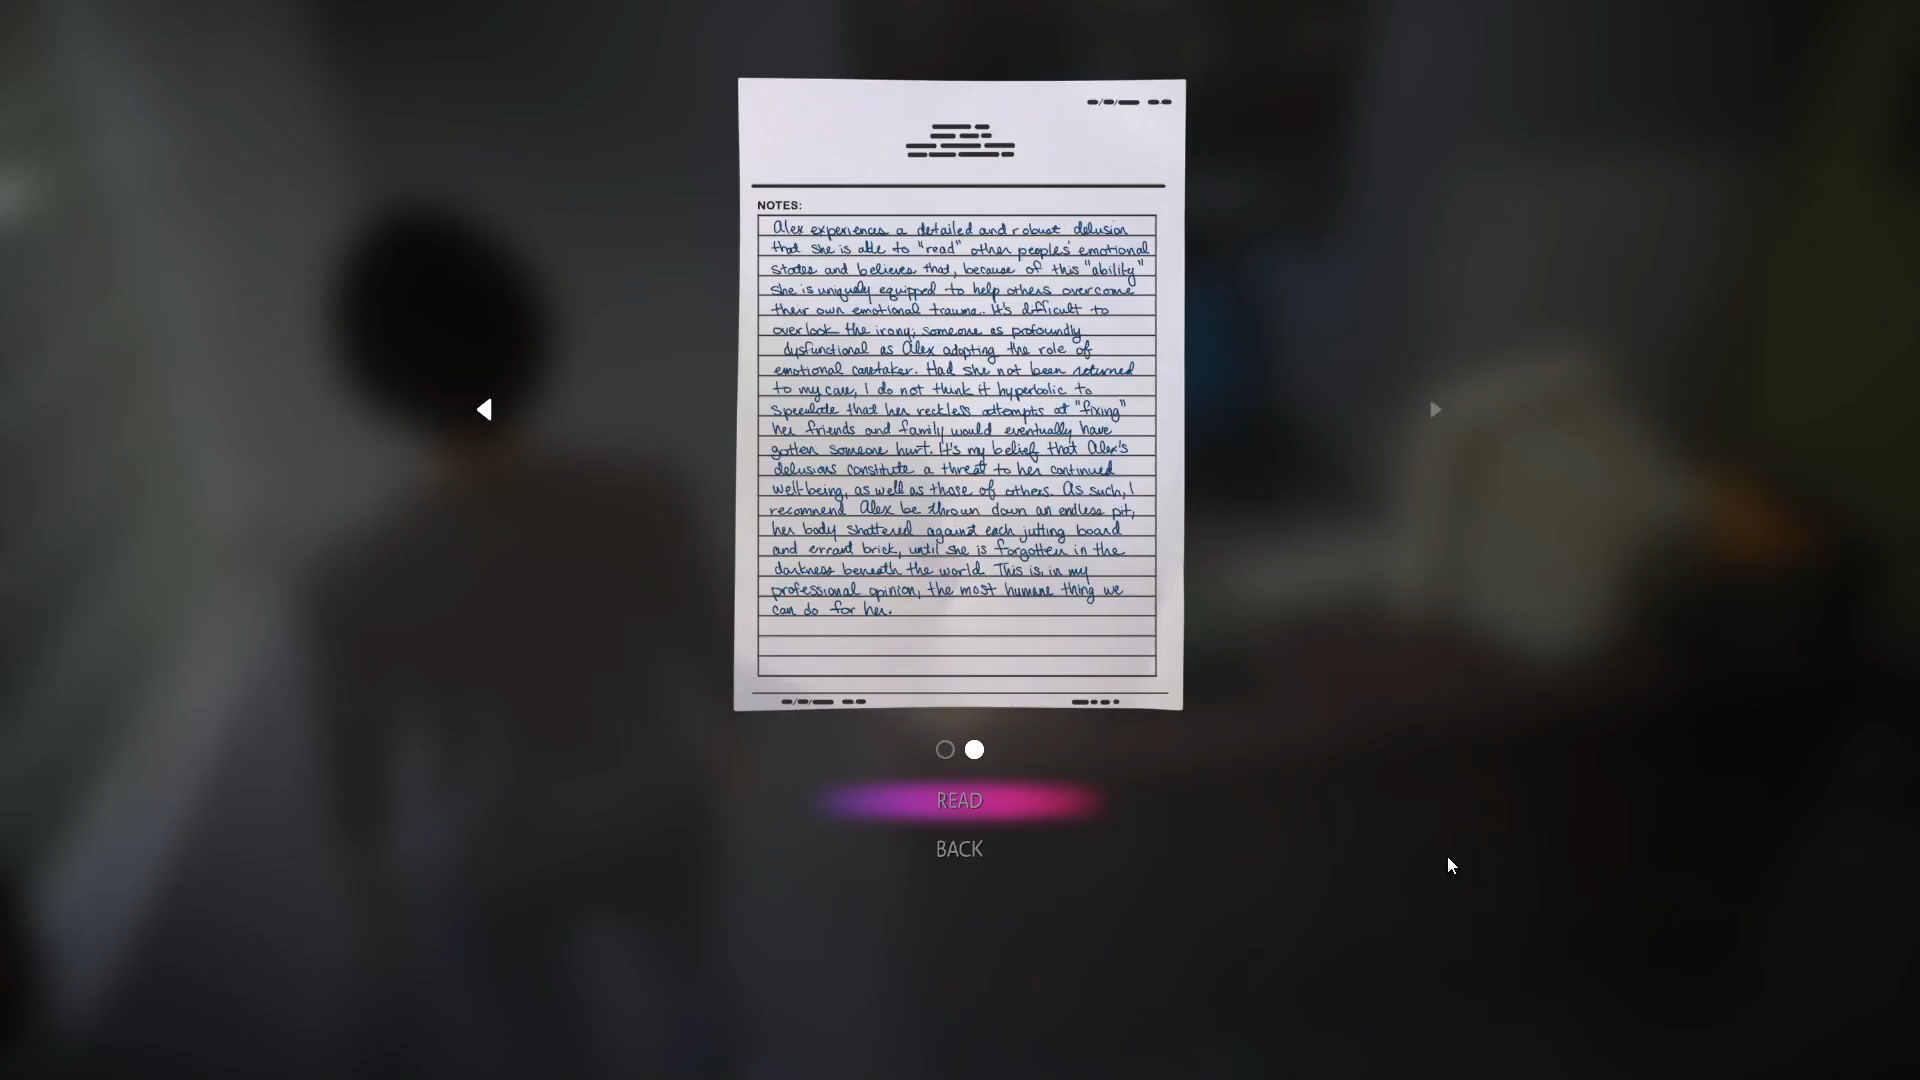 NOTES:
Alex experiences a detailed and robust delusion
that she is able to "read" other peoples' emotional
states and believes that, because of this "ability"
she is uniquely equipped to help others overcome
their own emotional trauma. It's difficult to
overlook the irony; someone as profoundly
dysfunctional as Alex adopting the role of
emotional caretaker. Had she not been returned
to my care, I do not think it hyperbolic to
speculate that her reckless attempts at "fixing"
her friends and family would eventually have
gotten someone hurt. It's my belief that Alex's
delusions constitute a threat to her continued
well-being, as well as those of others. As such, I
recommend Alex be thrown down an endless pit,
her body shattered against each jutting board
and errant brick, until she is forgotten in the
darkness beneath the world. This is, in my
professional opinion, the most humane thing we
can do for her.
READ
BACK